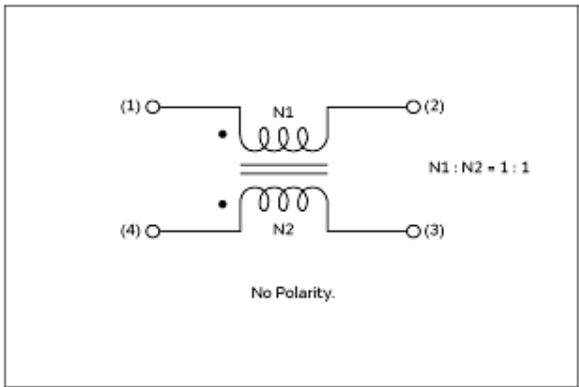 (1)
N1
(2)
N1 : N2 = 1 : 1
(4)
N2
(3)
No Polarity.